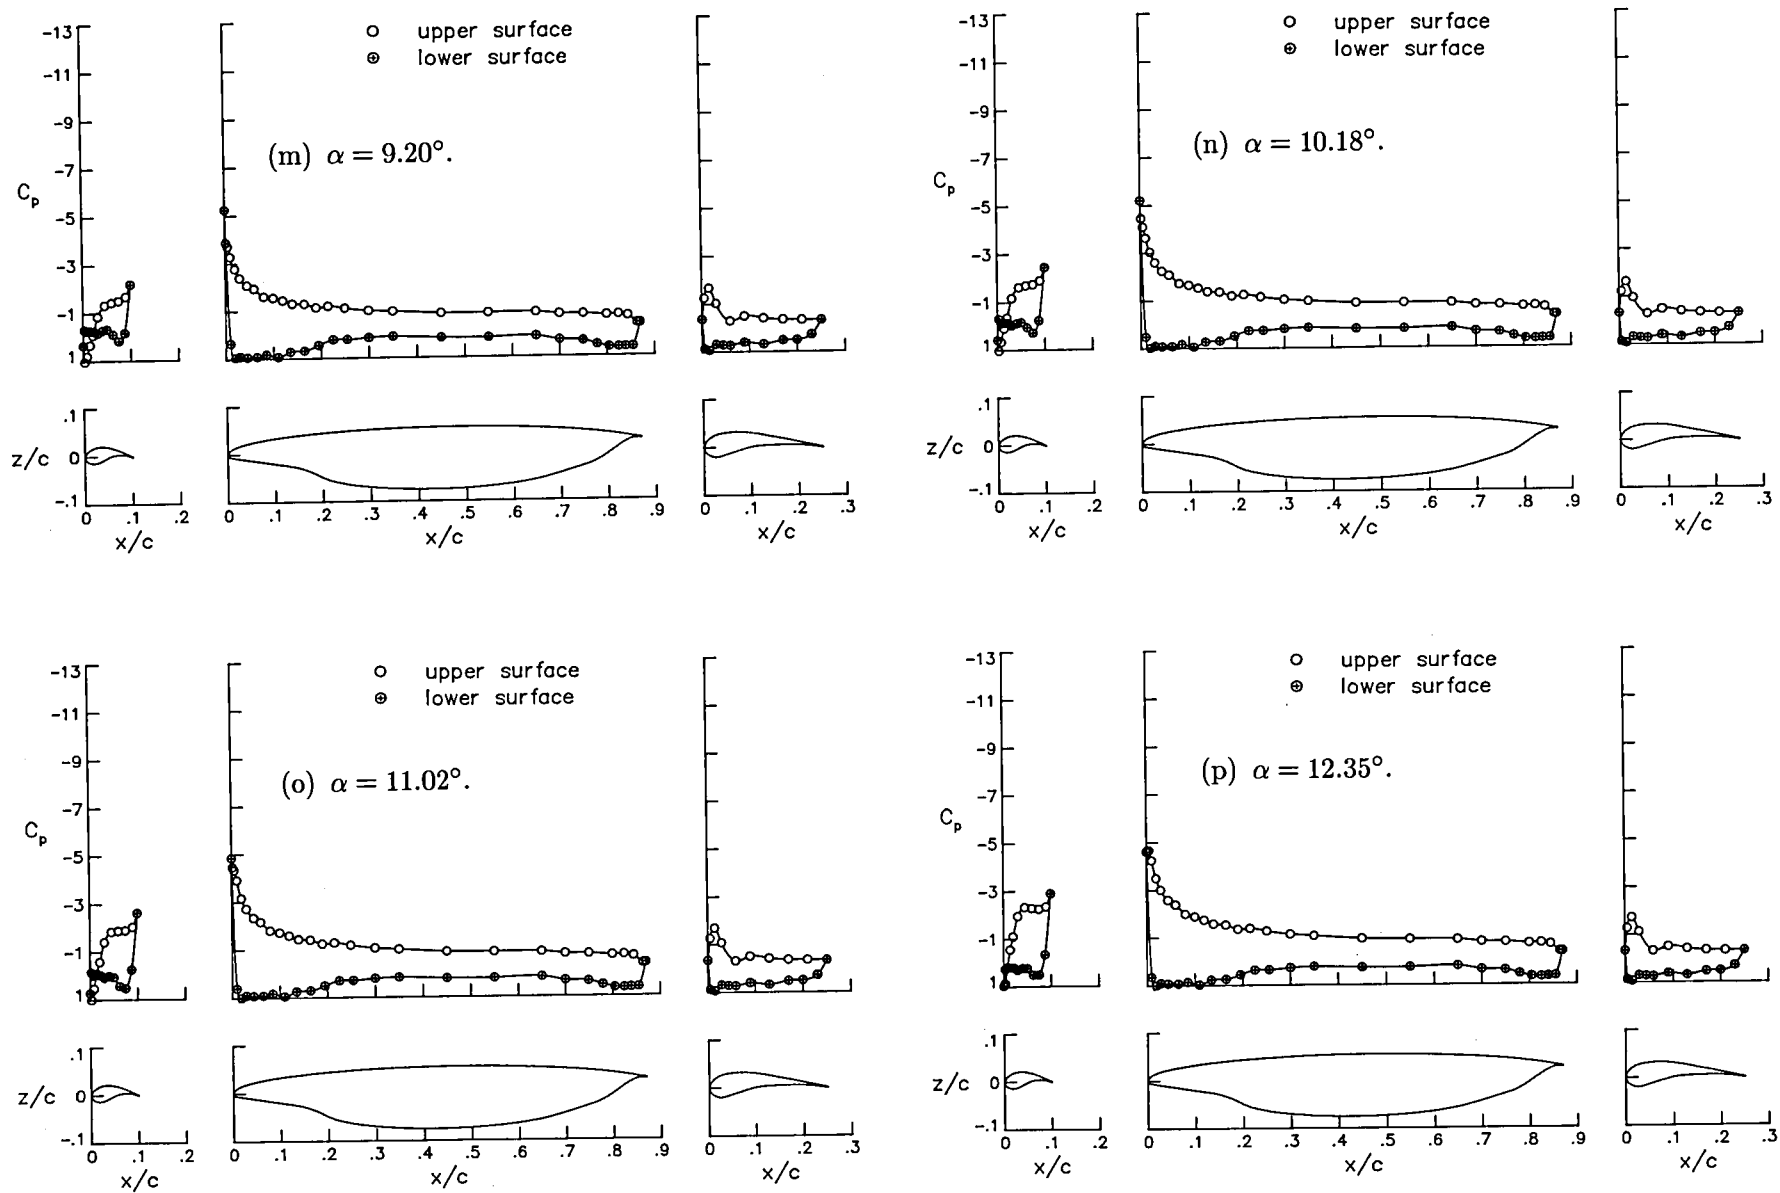 -13
-11
-9
-7
-5
-3
-1
1
Cp
upper surface
lower surface
(m) α = 9.20°.
.1
0
-.1
z/c
0 .1 .2
x/c
0 .1 .2 .3 .4 .5 .6 .7 .8 .9
x/c
0 .1 .2 .3
x/c
-13
-11
-9
-7
-5
-3
-1
1
Cp
upper surface
lower surface
(n) α = 10.18°.
.1
0
-.1
z/c
0 .1 .2
x/c
0 .1 .2 .3 .4 .5 .6 .7 .8 .9
x/c
0 .1 .2 .3
x/c
-13
-11
-9
-7
-5
-3
-1
1
Cp
upper surface
lower surface
(o) α = 11.02°.
.1
0
-.1
z/c
0 .1 .2
x/c
0 .1 .2 .3 .4 .5 .6 .7 .8 .9
x/c
0 .1 .2 .3
x/c
-13
-11
-9
-7
-5
-3
-1
1
Cp
upper surface
lower surface
(p) α = 12.35°.
.1
0
-.1
z/c
0 .1 .2
x/c
0 .1 .2 .3 .4 .5 .6 .7 .8 .9
x/c
0 .1 .2 .3
x/c